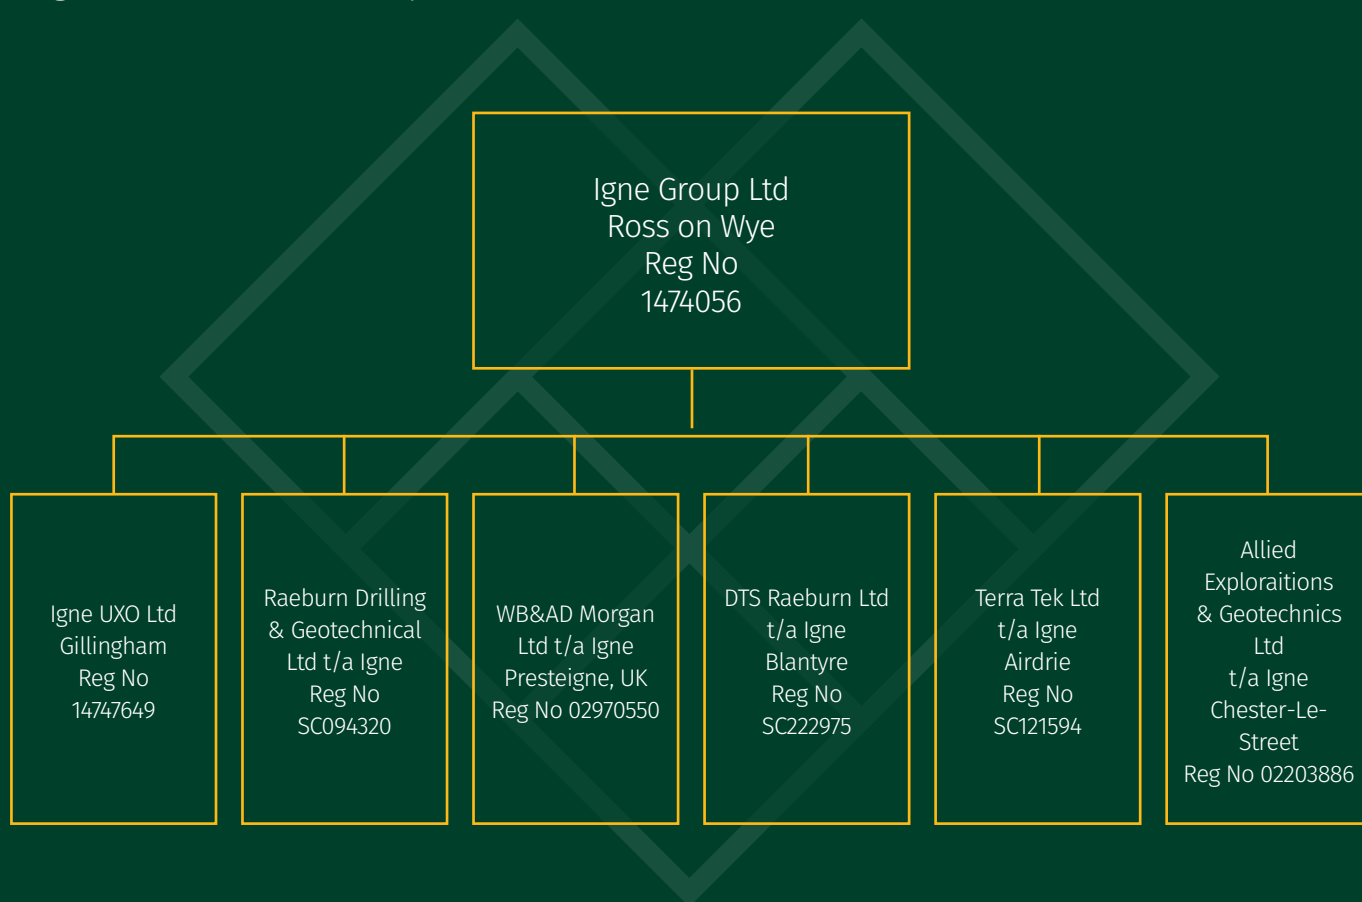 Igne Group Ltd
Ross on Wye
Reg No
1474056
Igne UXO Ltd
Gillingham
Reg No
14747649
Raeburn Drilling
& Geotechnical
Ltd t/a Igne
Reg No
SC094320
WB&AD Morgan
Ltd t/a Igne
Presteigne, UK
Reg No 02970550
DTS Raeburn Ltd
t/a Igne
Blantyre
Reg No
SC222975
Terra Tek Ltd
t/a Igne
Airdrie
Reg No
SC121594
Allied
Exploraitions
& Geotechnics
Ltd
t/a Igne
Chester-Le-
Street
Reg No 02203886